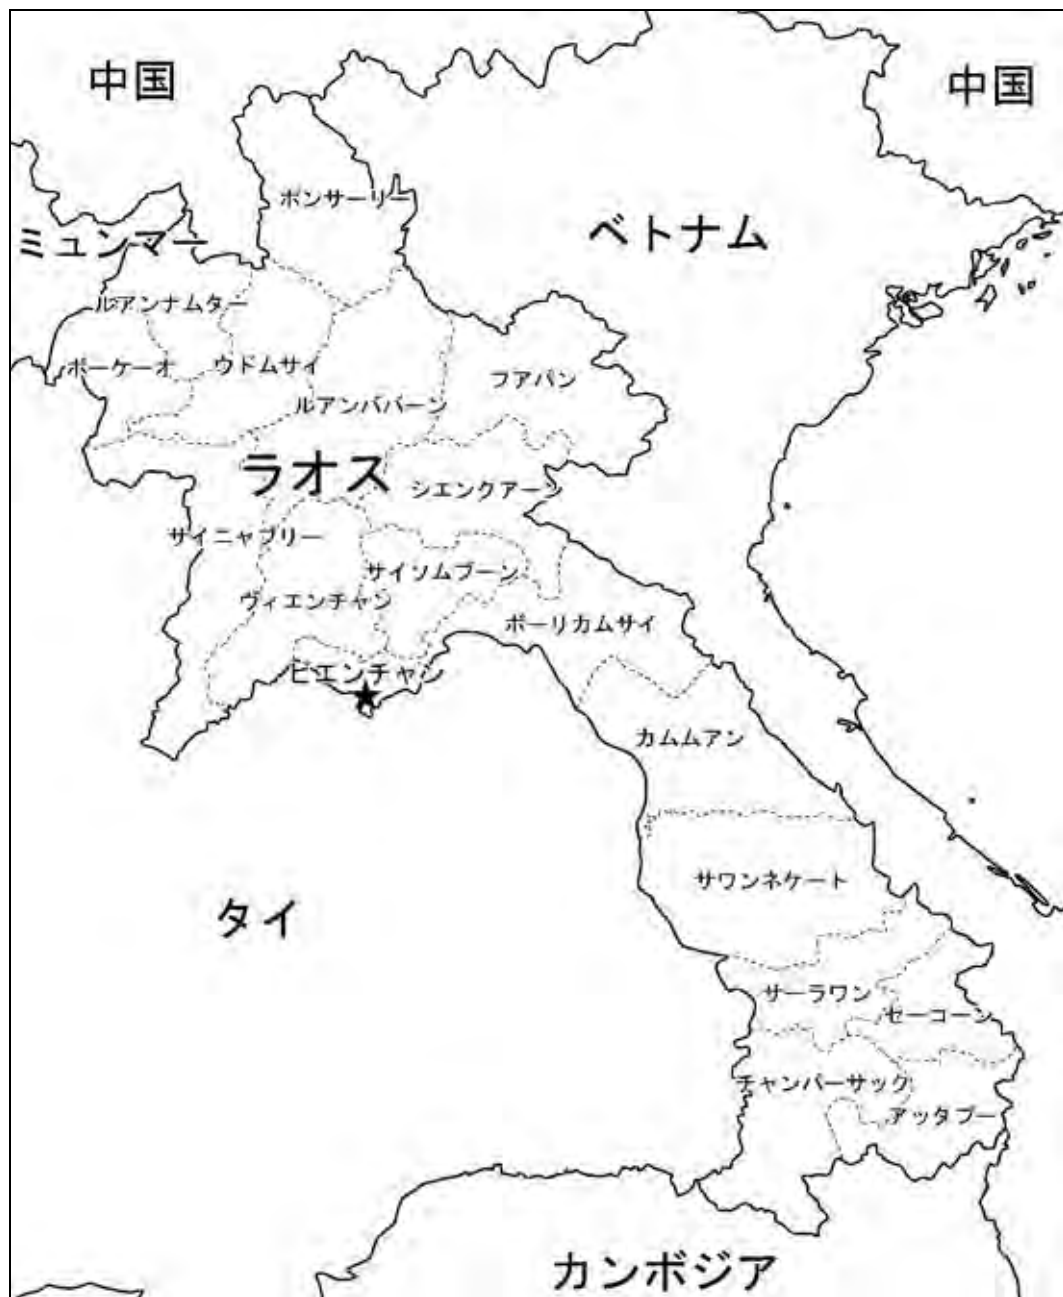 中国
中国
ポンサーリー
ベトナム
ミュンマー
ルアンナムター
ボーケーオ
ウドムサイ
フアパン
ルアンパバーン
ラオス
シエンクアーン
サイニャブリー
サイソムブーン
ヴィエンチャン
ボーリカムサイ
ビエンチャン
カムムアン
サワンネケート
タイ
サーラワン
セーコーン
チャンパーサック
アッタプー
カンボジア